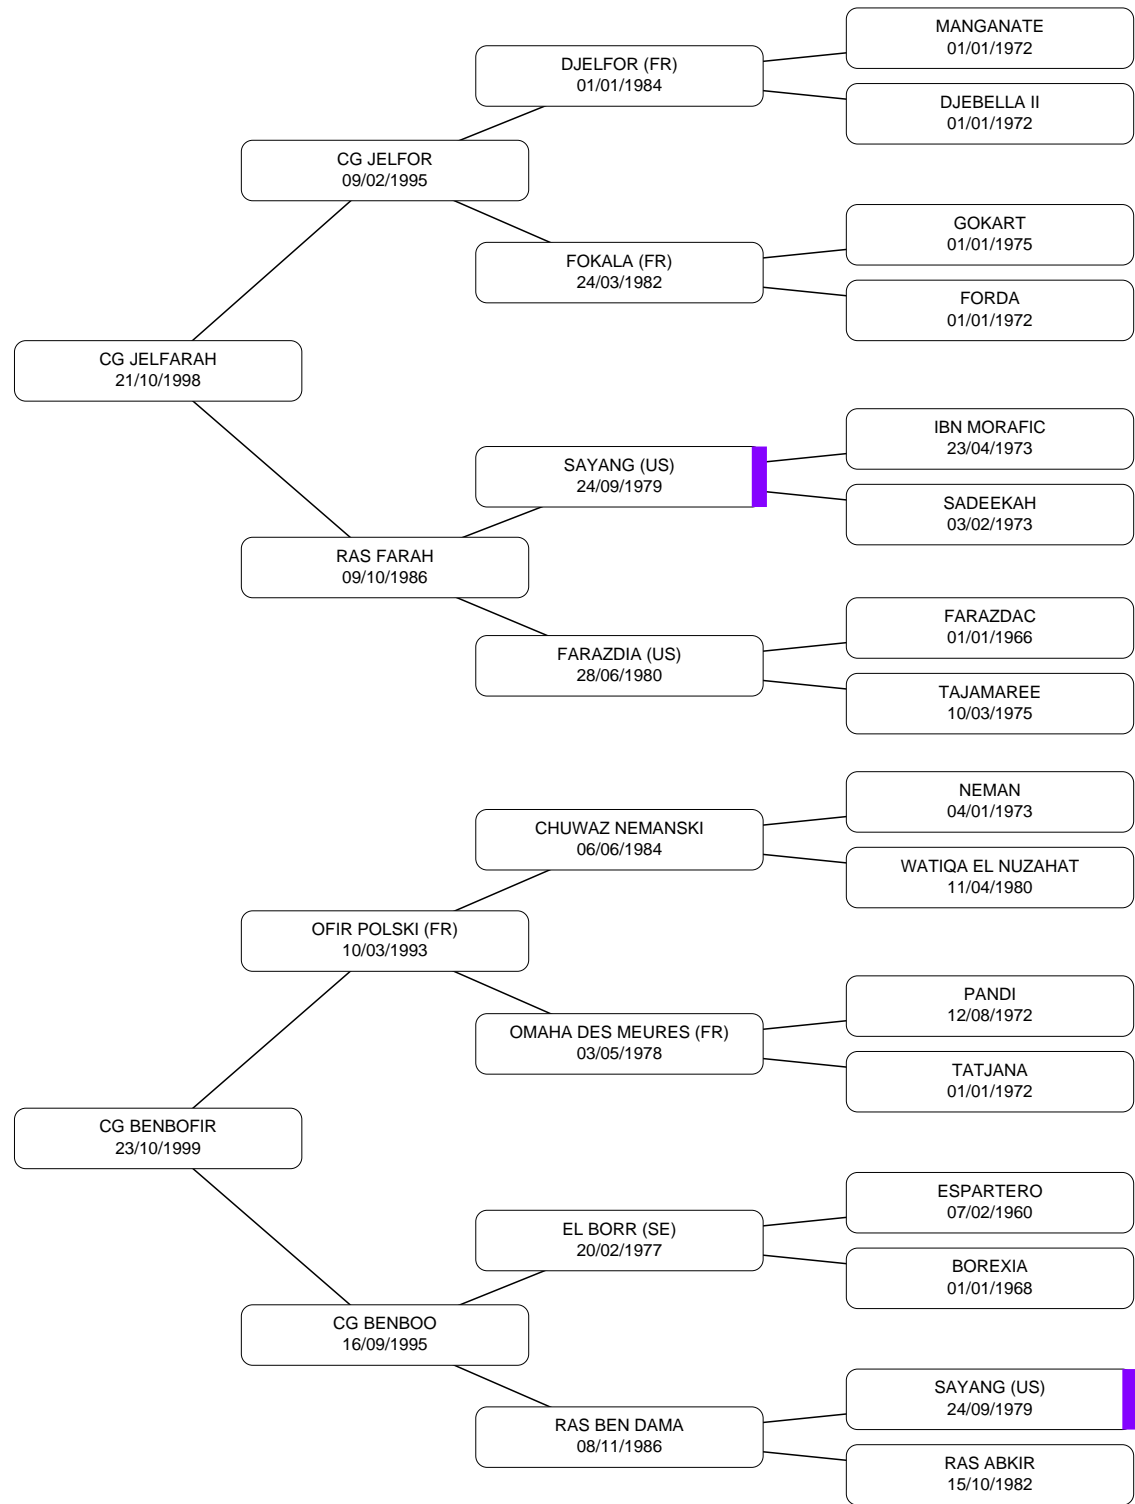 MANGANATE
01/01/1972
DJELFOR (FR)
01/01/1984
DJEBELLA II
01/01/1972
CG JELFOR
09/02/1995
GOKART
01/01/1975
FOKALA (FR)
24/03/1982
FORDA
01/01/1972
CG JELFARAH
21/10/1998
IBN MORAFIC
23/04/1973
SAYANG (US)
24/09/1979
SADEEKAH
03/02/1973
RAS FARAH
09/10/1986
FARAZDAC
01/01/1966
FARAZDIA (US)
28/06/1980
TAJAMAREE
10/03/1975
NEMAN
04/01/1973
CHUWAZ NEMANSKI
06/06/1984
WATIQA EL NUZAHAT
11/04/1980
OFIR POLSKI (FR)
10/03/1993
PANDI
12/08/1972
OMAHA DES MEURES (FR)
03/05/1978
TATJANA
01/01/1972
CG BENBOFIR
23/10/1999
ESPARTERO
07/02/1960
EL BORR (SE)
20/02/1977
BOREXIA
01/01/1968
CG BENBOO
16/09/1995
SAYANG (US)
24/09/1979
RAS BEN DAMA
08/11/1986
RAS ABKIR
15/10/1982